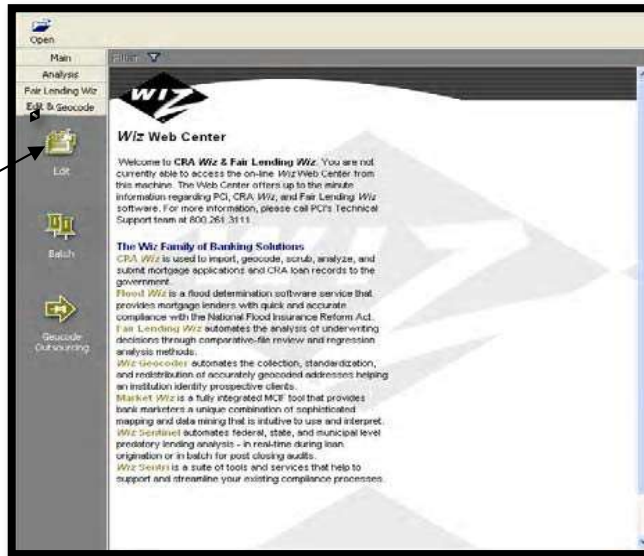 Open
Main
Analysis
Fair Lending Wiz
Edit & Geocode
Edit
Batch
Geocode
Outsourcing
Filter
WIZ
Wiz Web Center
Welcome to CRA Wiz & Fair Lending Wiz. You are not
currently able to access the on-line Wiz Web Center from
this machine. The Web Center offers up to the minute
information regarding PCI, CRA Wiz, and Fair Lending Wiz
software. For more information, please call PCI's Technical
Support team at 800.261.3111.
The Wiz Family of Banking Solutions
CRA Wiz is used to import, geocode, scrub, analyze, and
submit mortgage applications and CRA loan records to the
government.
Flood Wiz is a flood determination software service that
provides mortgage lenders with quick and accurate
compliance with the National Flood Insurance Reform Act.
Fair Lending Wiz automates the analysis of underwriting
decisions through comparative-file review and regression
analysis methods.
Wiz Geocoder automates the collection, standardization,
and redistribution of accurately geocoded addresses helping
an institution identify prospective clients.
Market Wiz is a fully integrated MCIF tool that provides
bank marketers a unique combination of sophisticated
mapping and data mining that is intuitive to use and interpret.
Wiz Sentinel automates federal, state, and municipal level
predatory lending analysis - in real-time during loan
origination or in batch for post closing audits.
Wiz Sentri is a suite of tools and services that help to
support and streamline your existing compliance processes.